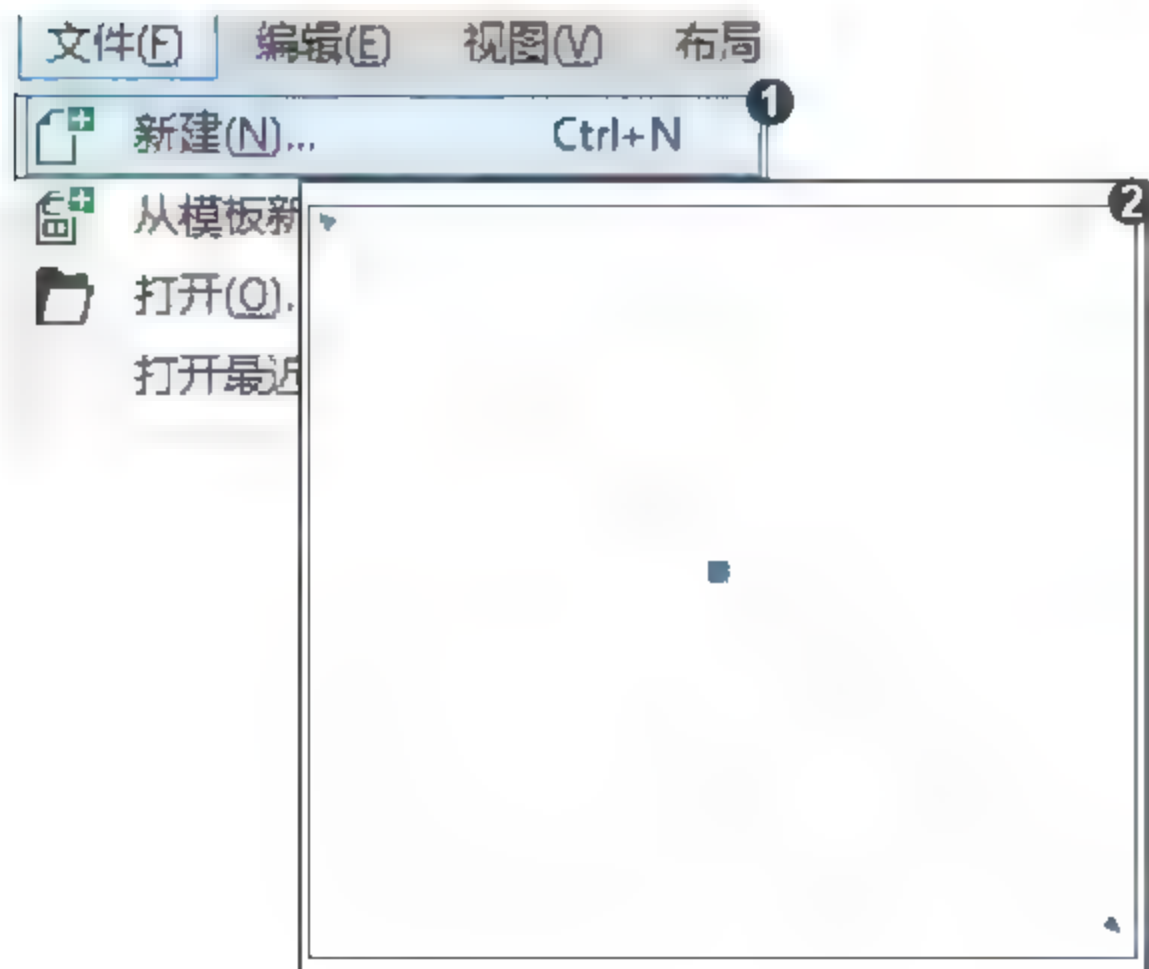 文件(F) 编辑(E) 视图(V) 布局
1
新建(N)... Ctrl+N
2
从模板新
打开(O).
打开最近